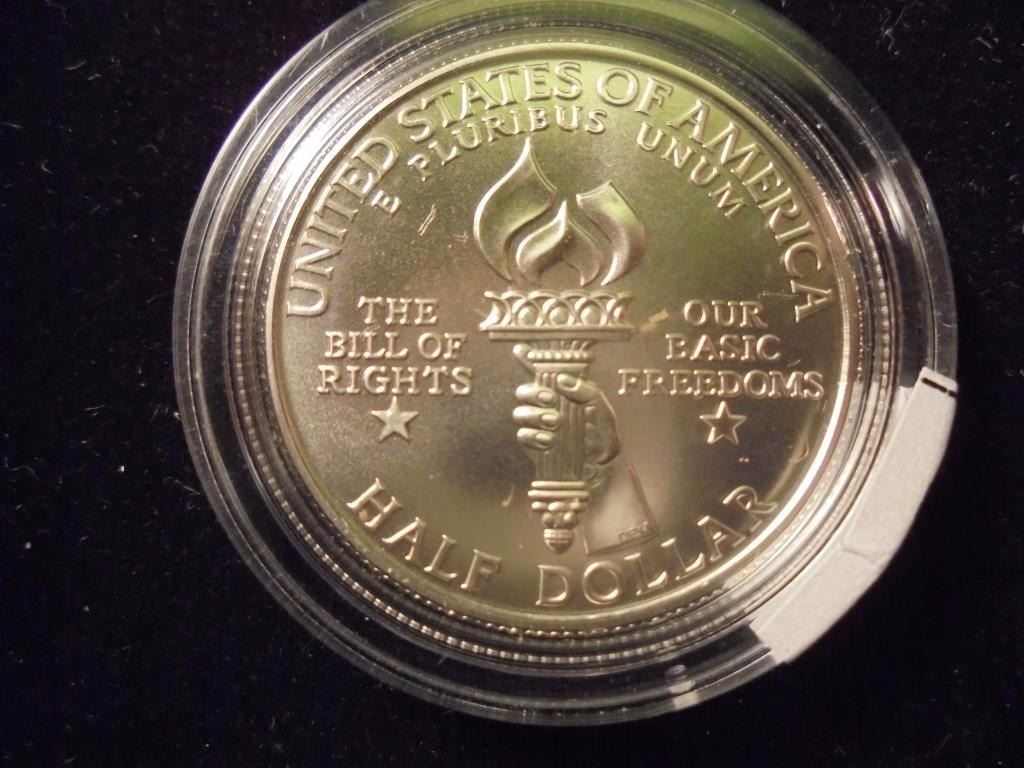 UNITED STATES OF AMERICA
E PLURIBUS UNUM
THE
BILL OF
RIGHTS
OUR
BASIC
FREEDOMS
HALF DOLLAR